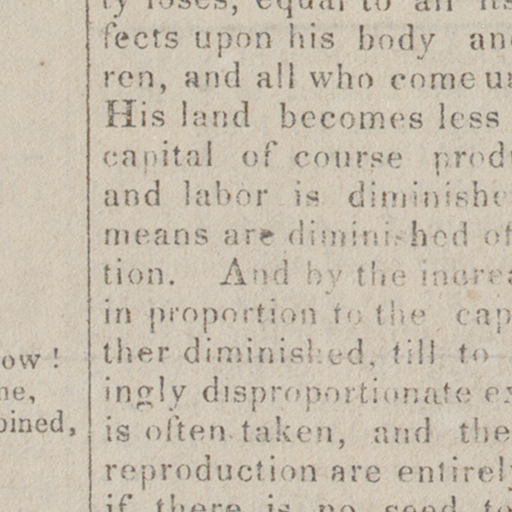 ow!
ne,
bined,
ty loses, equal to all its
fects upon his body an
ren, and all who come u
His land becomes less
capital of course prod
and labor is diminishe
means are diminished of
tion. And by the increa
in proportion to the cap
ther diminished, till to
ingly disproportionate ex
is often taken, and the
reproduction are entirel
if there is no seed to